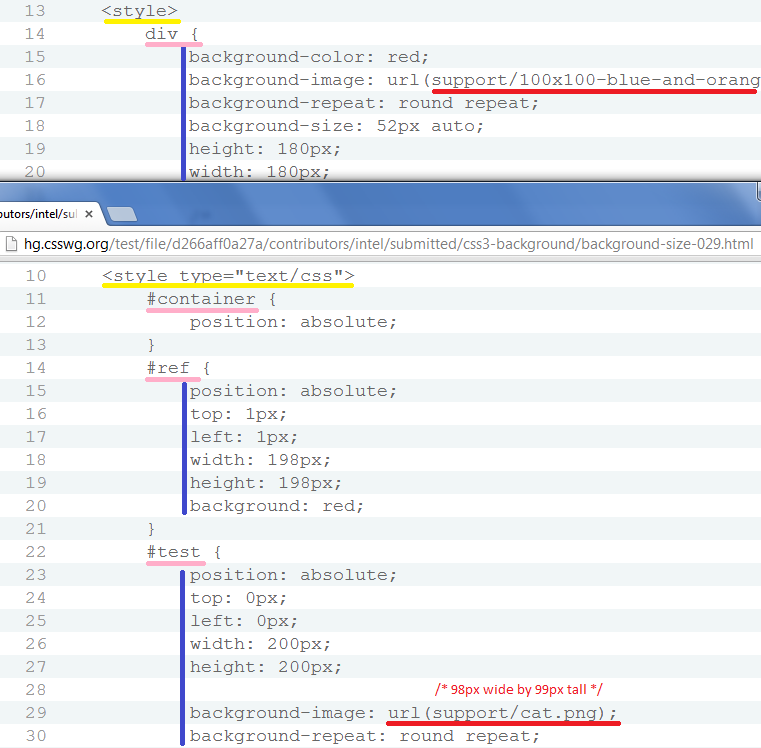 13 <style>
14 div {
15 background-color: red;
16 background-image: url(support/100x100-blue-and-orang
17 background-repeat: round repeat;
18 background-size: 52px auto;
19 height: 180px;
20 width: 180px;
butors/intel/sul ×
hg.csswg.org/test/file/d266aff0a27a/contributors/intel/submitted/css3-background/background-size-029.html
10 <style type="text/css">
11 #container {
12 position: absolute;
13 }
14 #ref {
15 position: absolute;
16 top: 1px;
17 left: 1px;
18 width: 198px;
19 height: 198px;
20 background: red;
21 }
22 #test {
23 position: absolute;
24 top: 0px;
25 left: 0px;
26 width: 200px;
27 height: 200px;
28 /* 98px wide by 99px tall */
29 background-image: url(support/cat.png);
30 background-repeat: round repeat;